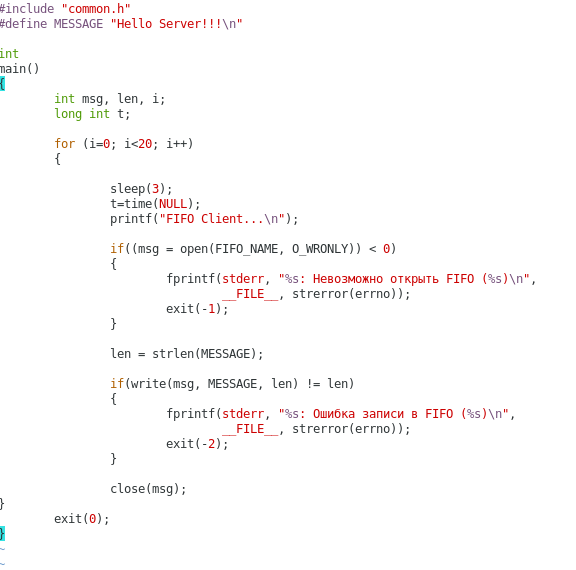 #include "common.h"
#define MESSAGE "Hello Server!!!\n"
int
main()
{
int msg, len, i;
long int t;
for (i=0; i<20; i++)
{
sleep(3);
t=time(NULL);
printf("FIFO Client...\n");
if((msg = open(FIFO_NAME, O_WRONLY)) < 0)
{
fprintf(stderr, "%s: Невозможно открыть FIFO (%s)\n",
__FILE__, strerror(errno));
exit(-1);
}
len = strlen(MESSAGE);
if(write(msg, MESSAGE, len) != len)
{
fprintf(stderr, "%s: Ошибка записи в FIFO (%s)\n",
__FILE__, strerror(errno));
exit(-2);
}
close(msg);
}
exit(0);
}
~
~